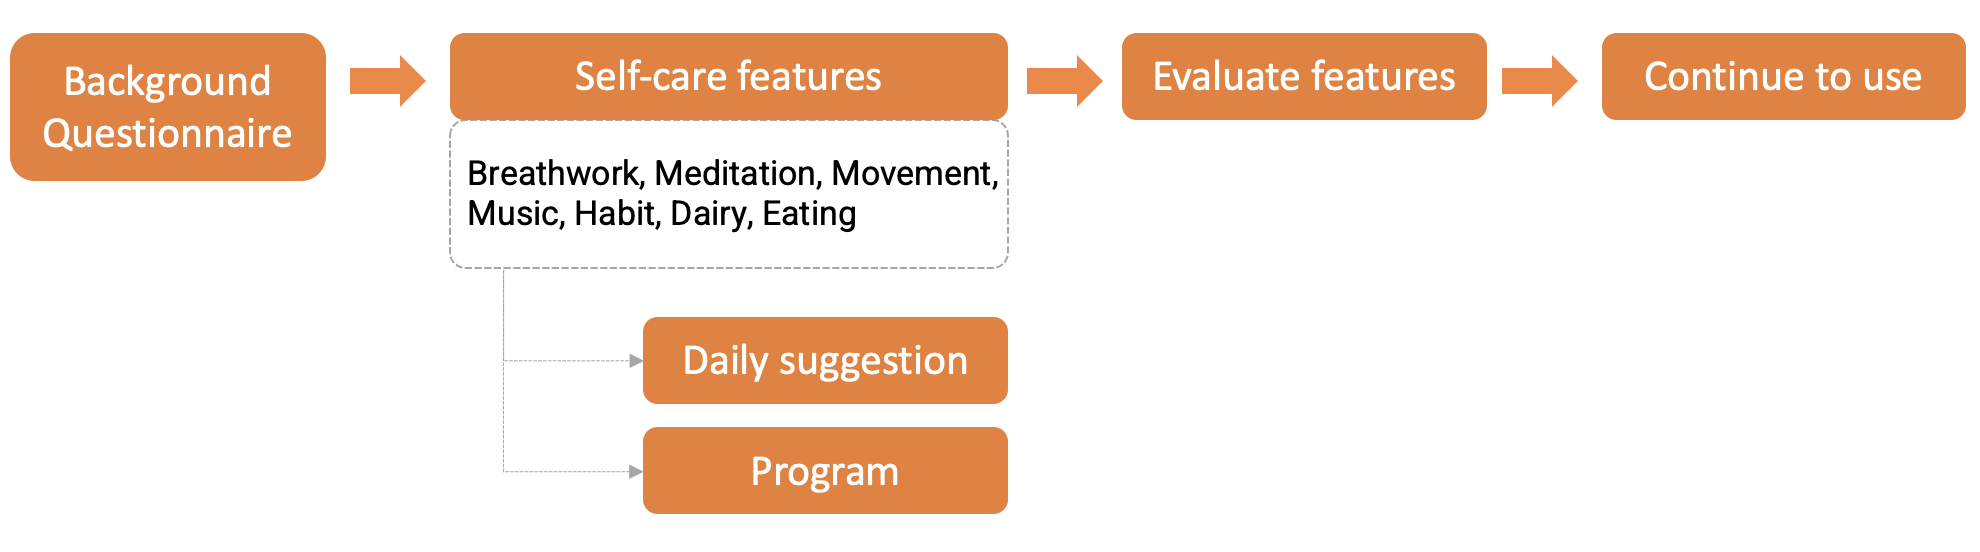 Background
Questionnaire
Self-care features
Breathwork, Meditation, Movement,
Music, Habit, Dairy, Eating
Daily suggestion
Program
Evaluate features
Continue to use